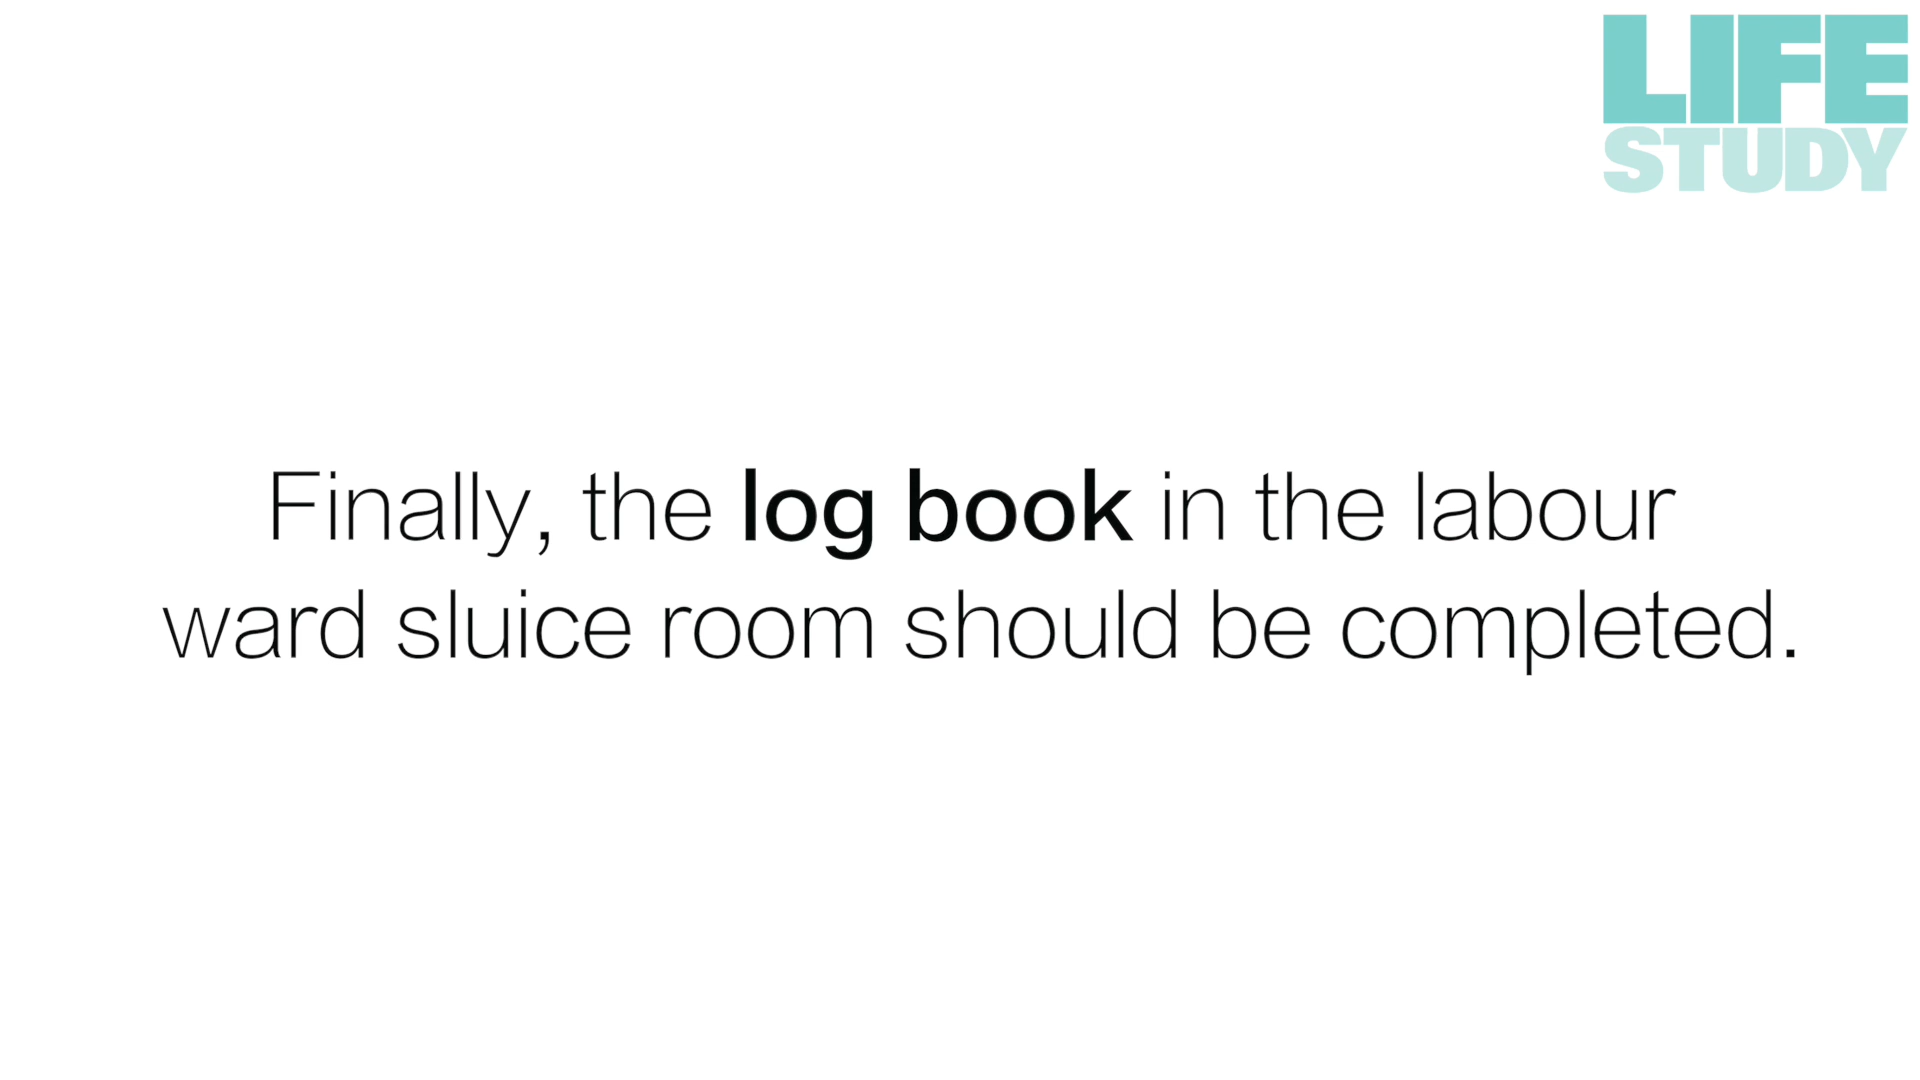 LIFE
STUDY
Finally, the log book in the labour
ward sluice room should be completed.